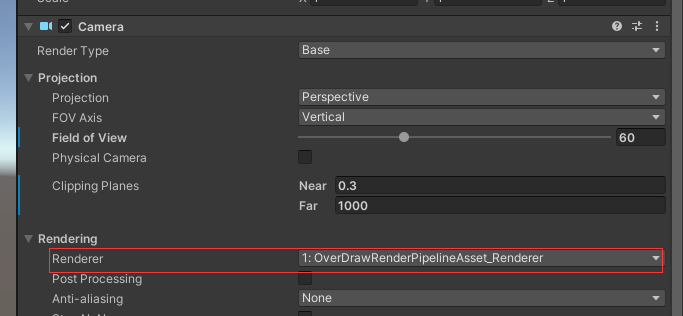 Camera
Render Type Base
Projection
Projection Perspective
FOV Axis Vertical
Field of View 60
Physical Camera
Clipping Planes Near 0.3
Far 1000
Rendering
Renderer 1: OverDrawRenderPipelineAsset_Renderer
Post Processing
Anti-aliasing None